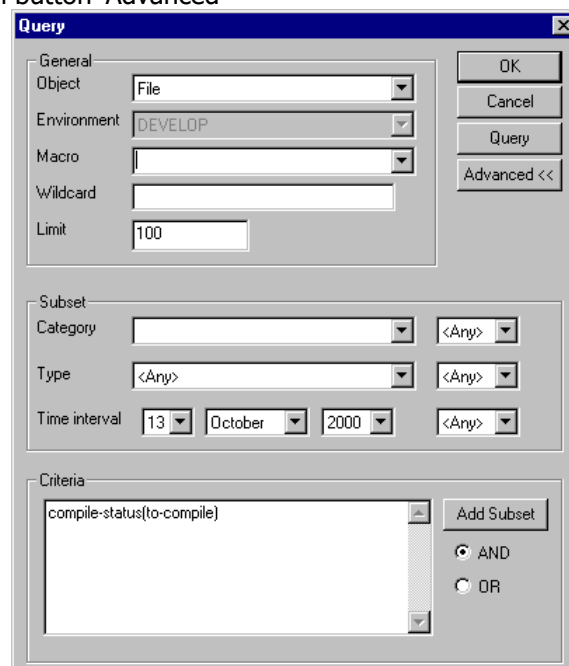 button Advanced
Query
General
Object File OK
Environment DEVELOP Cancel
Macro Query
Wildcard Advanced <<
Limit 100
Subset
Category <Any>
Type <Any> <Any>
Time interval 13 October 2000 <Any>
Criteria
compile-status(to-compile) Add Subset
AND
OR